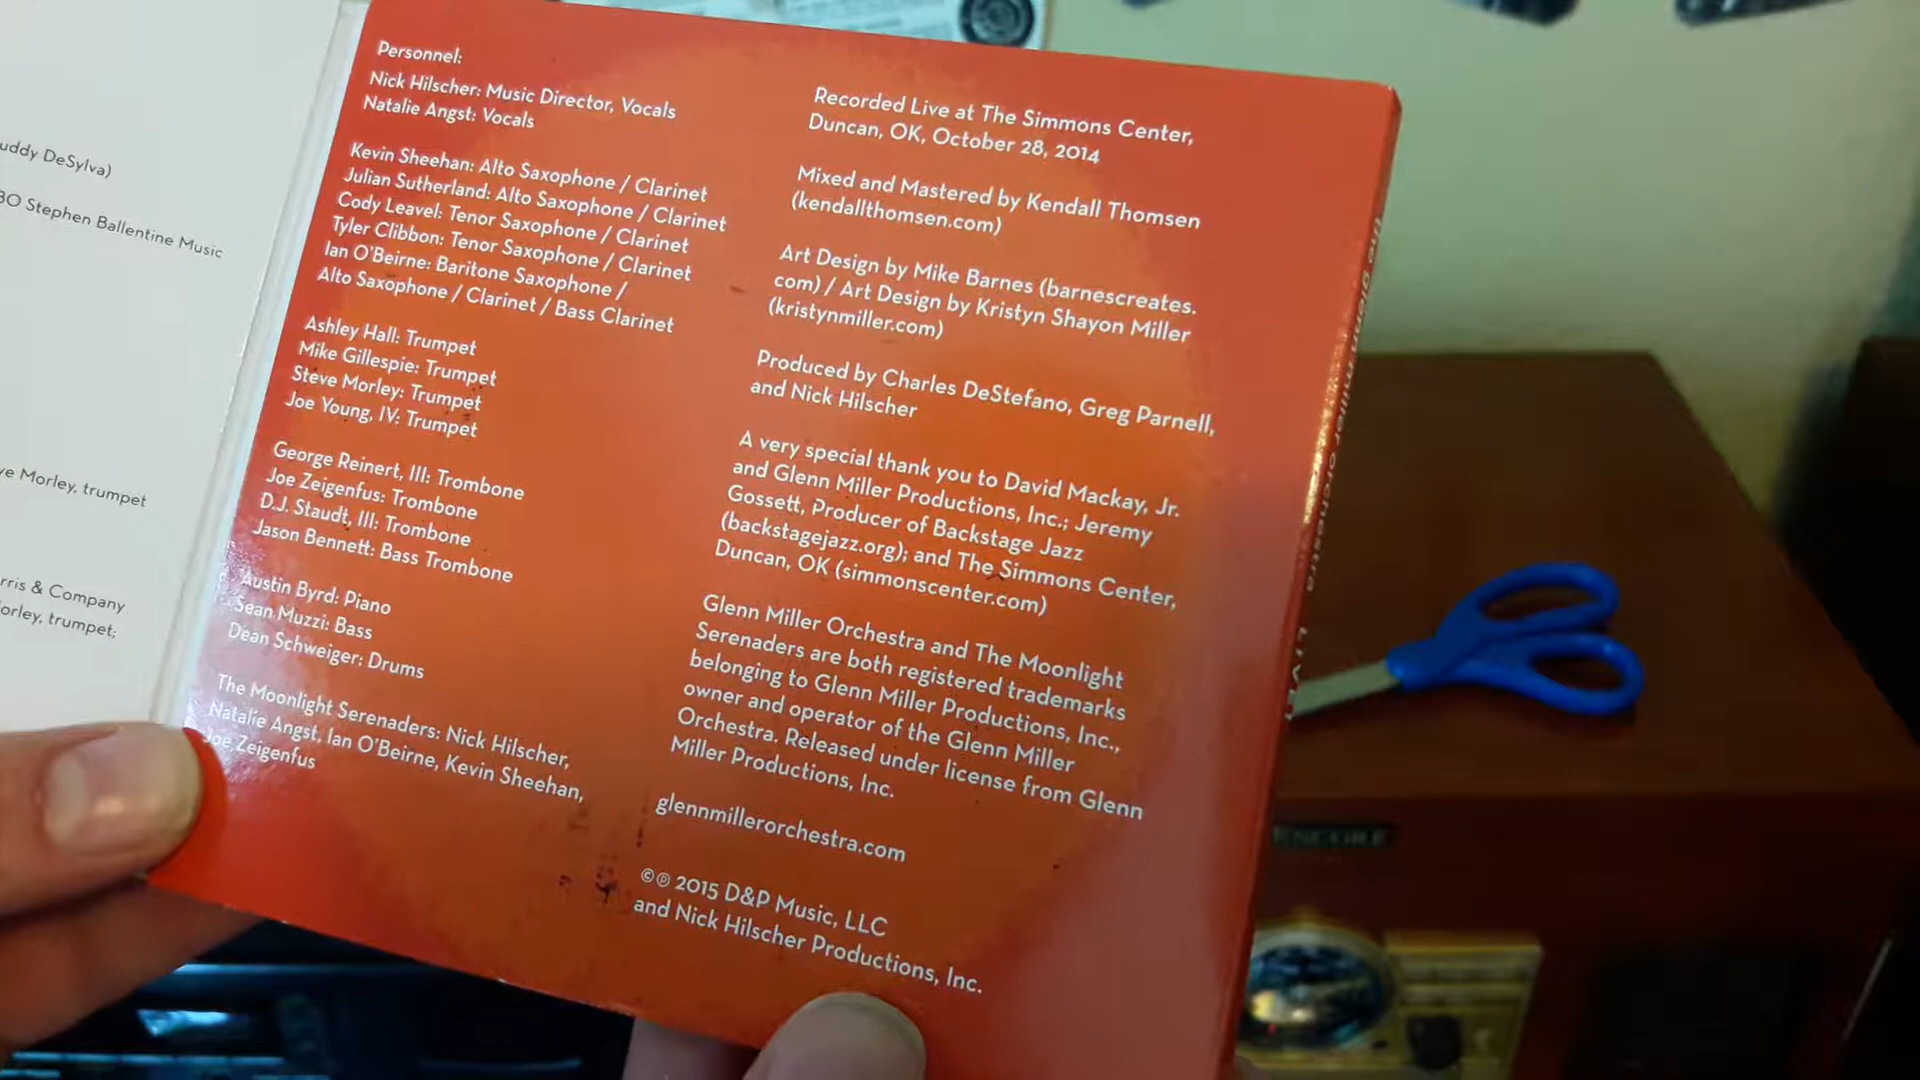 uddy DeSylva)
BO Stephen Ballentine Music
ve Morley, trumpet
rris & Company
orley, trumpet;
Personnel:
Nick Hilscher: Music Director, Vocals
Natalie Angst: Vocals
Kevin Sheehan: Alto Saxophone / Clarinet
Julian Sutherland: Alto Saxophone / Clarinet
Cody Leavel: Tenor Saxophone / Clarinet
Tyler Clibbon: Tenor Saxophone / Clarinet
Ian O'Beirne: Baritone Saxophone /
Alto Saxophone / Clarinet / Bass Clarinet
Ashley Hall: Trumpet
Mike Gillespie: Trumpet
Steve Morley: Trumpet
Joe Young, IV: Trumpet
George Reinert, III: Trombone
Joe Zeigenfus: Trombone
D.J. Staudt, III: Trombone
Jason Bennett: Bass Trombone
Austin Byrd: Piano
Sean Muzzi: Bass
Dean Schweiger: Drums
The Moonlight Serenaders: Nick Hilscher,
Natalie Angst, Ian O'Beirne, Kevin Sheehan,
Joe Zeigenfus
Recorded Live at The Simmons Center,
Duncan, OK, October 28, 2014
Mixed and Mastered by Kendall Thomsen
(kendallthomsen.com)
Art Design by Mike Barnes (barnescreates.
com) / Art Design by Kristyn Shayon Miller
(kristynmiller.com)
Produced by Charles DeStefano, Greg Parnell,
and Nick Hilscher
A very special thank you to David Mackay, Jr.
and Glenn Miller Productions, Inc.; Jeremy
Gossett, Producer of Backstage Jazz
(backstagejazz.org); and The Simmons Center,
Duncan, OK (simmonscenter.com)
Glenn Miller Orchestra and The Moonlight
Serenaders are both registered trademarks
belonging to Glenn Miller Productions, Inc.,
owner and operator of the Glenn Miller
Orchestra. Released under license from Glenn
Miller Productions, Inc.
glennmillerorchestra.com
©℗ 2015 D&P Music, LLC
and Nick Hilscher Productions, Inc.
the glenn miller orchestra LIVE!
ENCORE